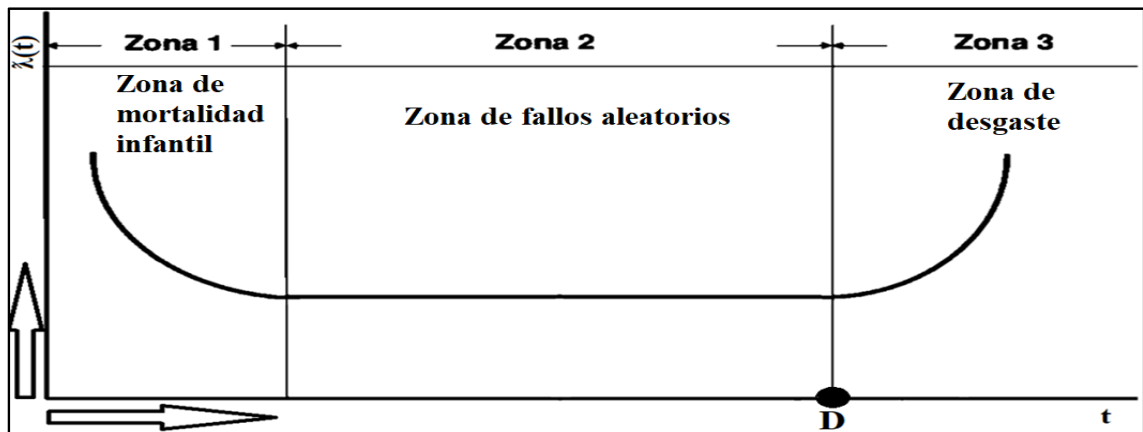 Zona 1
Zona 2
Zona 3
λ(t)
Zona de
mortalidad
infantil
Zona de fallos aleatorios
Zona de
desgaste
D
t